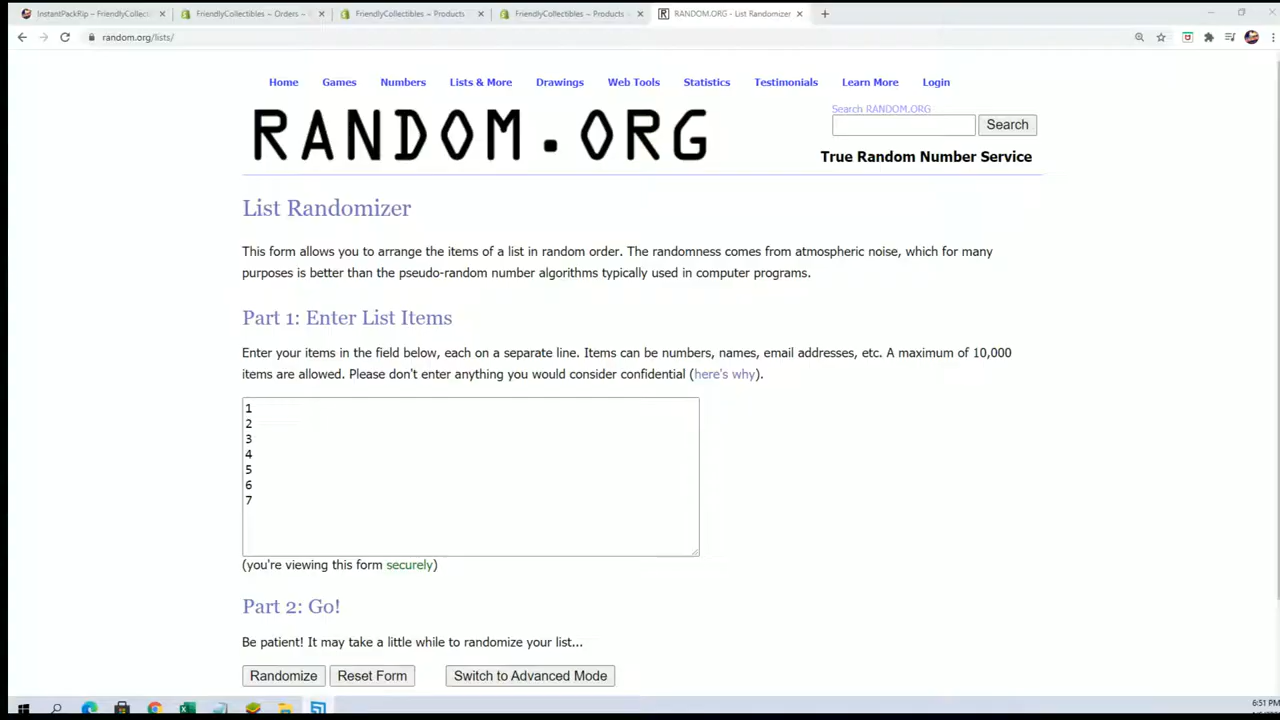 InstantPackRip – FriendlyCollecti
FriendlyCollectibles ~ Orders ~
FriendlyCollectibles ~ Products
FriendlyCollectibles ~ Products
RANDOM.ORG - List Randomizer
random.org/lists/
Home Games Numbers Lists & More Drawings Web Tools Statistics Testimonials Learn More Login
Search RANDOM.ORG
RANDOM.ORG
Search
True Random Number Service
List Randomizer
This form allows you to arrange the items of a list in random order. The randomness comes from atmospheric noise, which for many
purposes is better than the pseudo-random number algorithms typically used in computer programs.
Part 1: Enter List Items
Enter your items in the field below, each on a separate line. Items can be numbers, names, email addresses, etc. A maximum of 10,000
items are allowed. Please don't enter anything you would consider confidential (here's why).
1
2
3
4
5
6
7
(you're viewing this form securely)
Part 2: Go!
Be patient! It may take a little while to randomize your list...
Randomize Reset Form Switch to Advanced Mode
6:51 PM